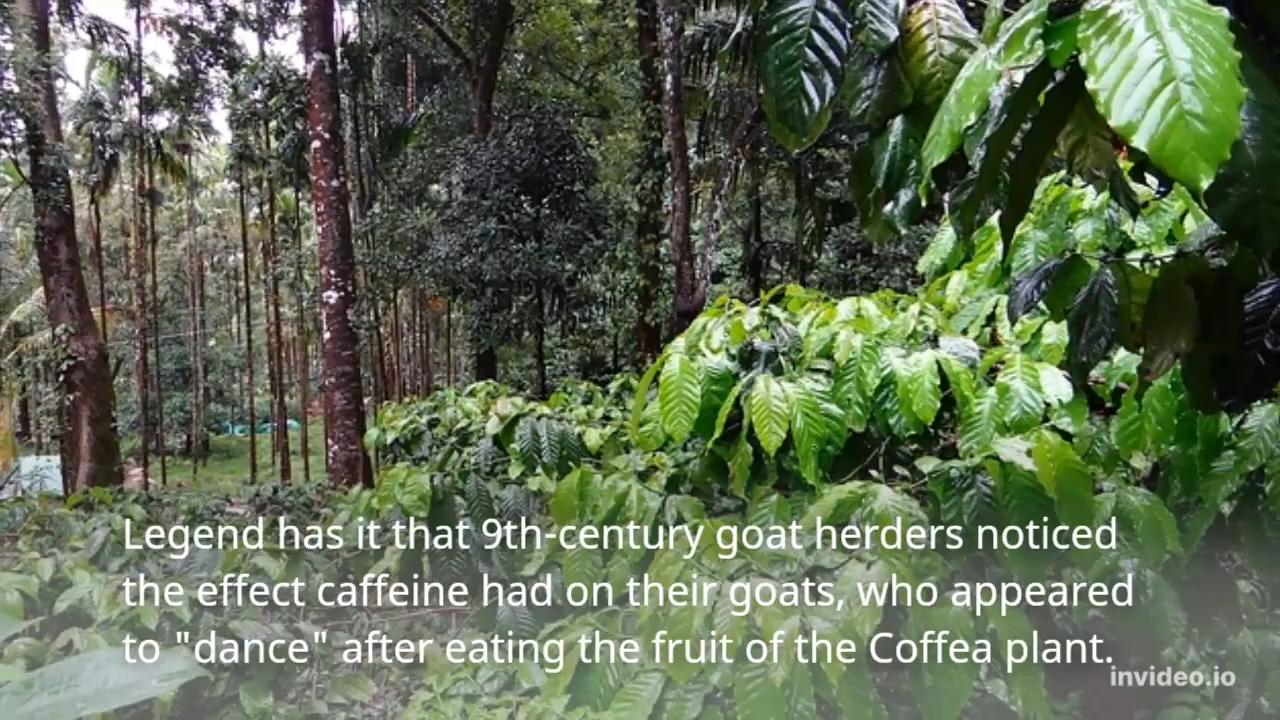 Legend has it that 9th-century goat herders noticed
the effect caffeine had on their goats, who appeared
to "dance" after eating the fruit of the Coffea plant.
invideo.io